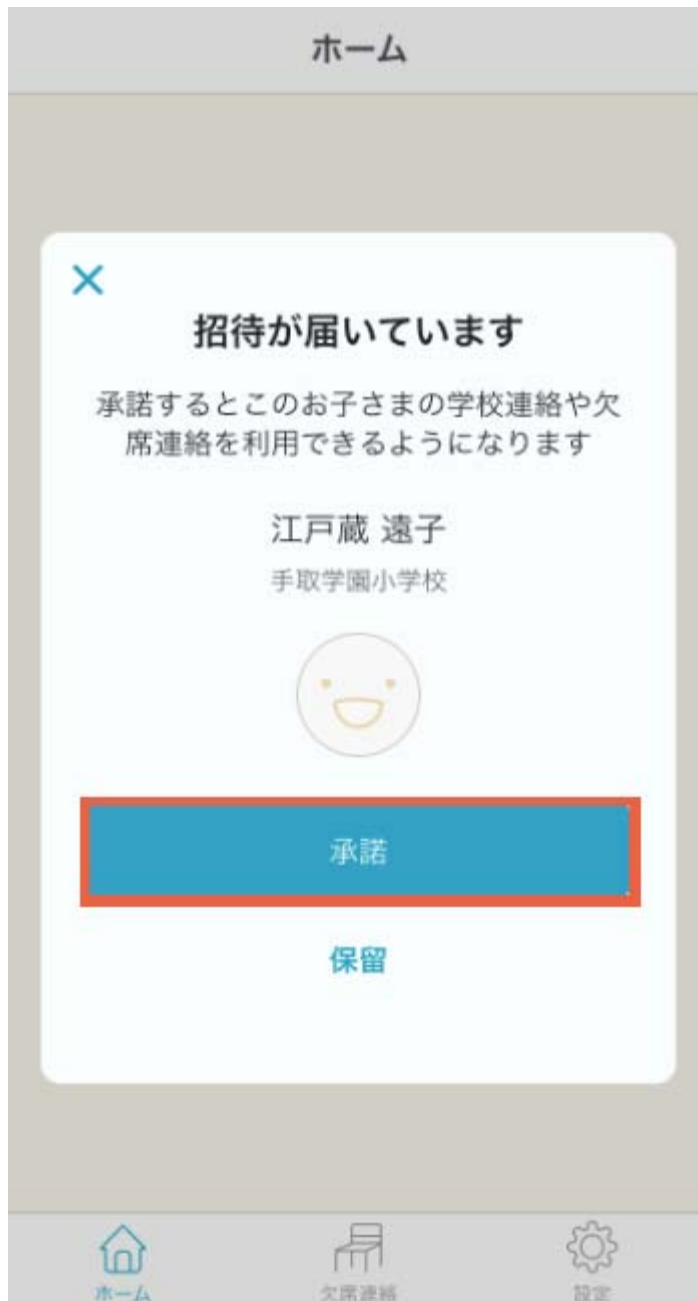 ホーム
招待が届いています
承諾するとこのお子さまの学校連絡や欠
席連絡を利用できるようになります
江戸蔵 遠子
手取学園小学校
承諾
保留
ホーム
欠席連絡
設定